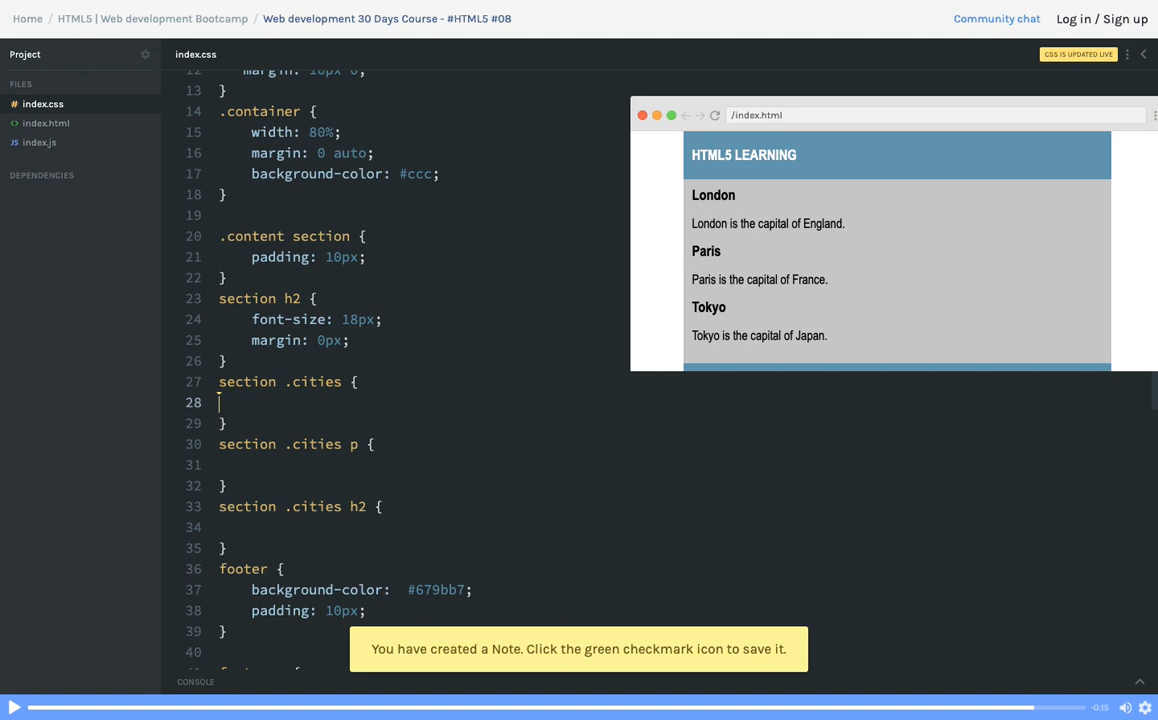 Home / HTML5 | Web development Bootcamp / Web development 30 Days Course - #HTML5 #08
Community chat
Log in / Sign up
Project
FILES
# index.css
<> index.html
JS index.js
DEPENDENCIES
index.css
CSS IS UPDATED LIVE
12 margin: 10px 0;
13 }
14 .container {
15 width: 80%;
16 margin: 0 auto;
17 background-color: #ccc;
18 }
19
20 .content section {
21 padding: 10px;
22 }
23 section h2 {
24 font-size: 18px;
25 margin: 0px;
26 }
27 section .cities {
28
29 }
30 section .cities p {
31
32 }
33 section .cities h2 {
34
35 }
36 footer {
37 background-color: #679bb7;
38 padding: 10px;
39 }
40
/index.html
HTML5 LEARNING
London
London is the capital of England.
Paris
Paris is the capital of France.
Tokyo
Tokyo is the capital of Japan.
You have created a Note. Click the green checkmark icon to save it.
CONSOLE
-0:15